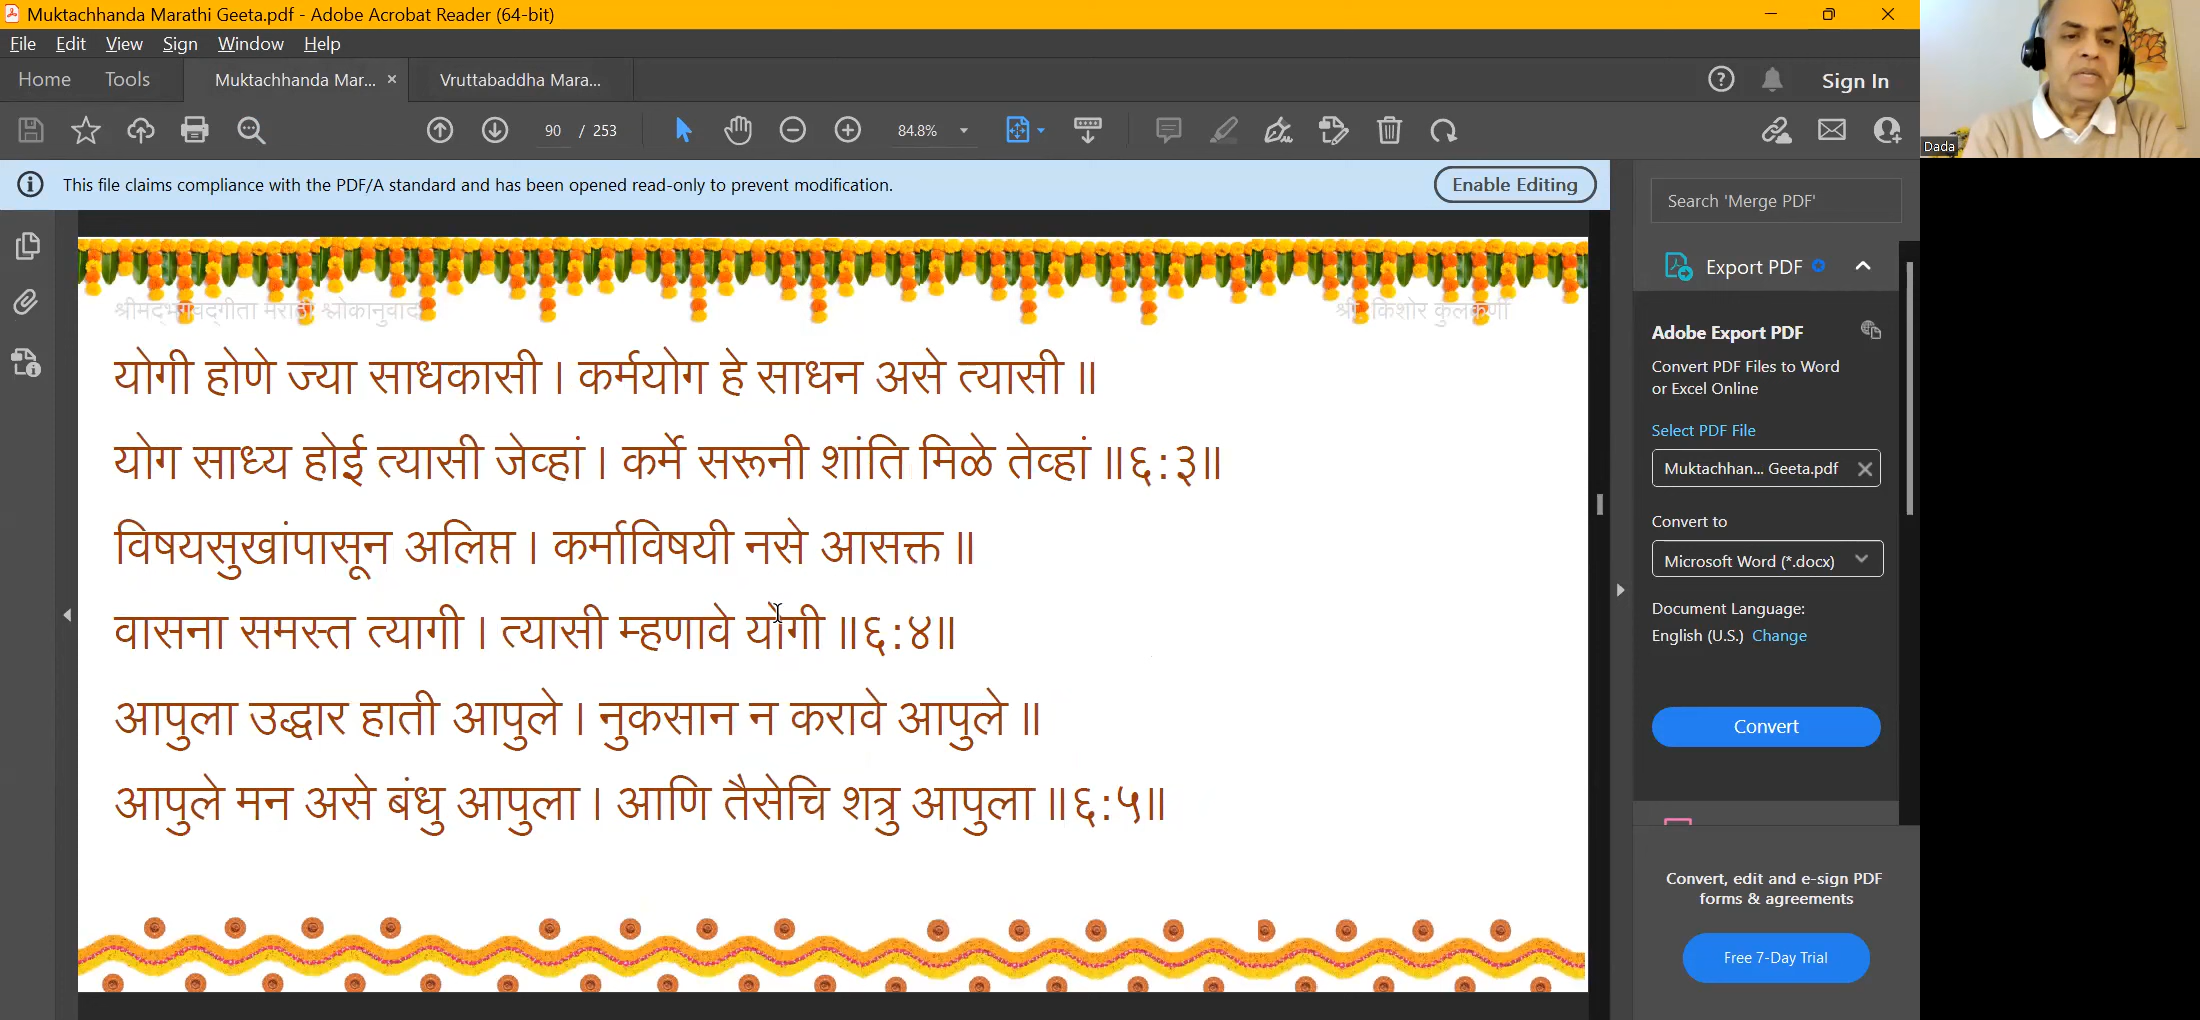 Muktachhanda Marathi Geeta.pdf - Adobe Acrobat Reader (64-bit)
File Edit View Sign Window Help
Home Tools Muktachhanda Mar... × Vruttabaddha Mara... Sign In
90 / 253 84.8%
Dada
This file claims compliance with the PDF/A standard and has been opened read-only to prevent modification. Enable Editing
श्रीमद्भगवद्गीता मराठी श्लोकानुवाद श्री. किशोर कुलकर्णी
योगी होणे ज्या साधकासी । कर्मयोग हे साधन असे त्यासी ॥
योग साध्य होई त्यासी जेव्हां । कर्मे सरूनी शांति मिळे तेव्हां ॥६:३॥
विषयसुखांपासून अलिप्त । कर्माविषयी नसे आसक्त ॥
वासना समस्त त्यागी । त्यासी म्हणावे योगी ॥६:४॥
आपुला उद्धार हाती आपुले । नुकसान न करावे आपुले ॥
आपुले मन असे बंधु आपुला । आणि तैसेचि शत्रु आपुला ॥६:५॥
Search 'Merge PDF'
Export PDF
Adobe Export PDF
Convert PDF Files to Word
or Excel Online
Select PDF File
Muktachhan... Geeta.pdf
Convert to
Microsoft Word (*.docx)
Document Language:
English (U.S.) Change
Convert
Convert, edit and e-sign PDF
forms & agreements
Free 7-Day Trial